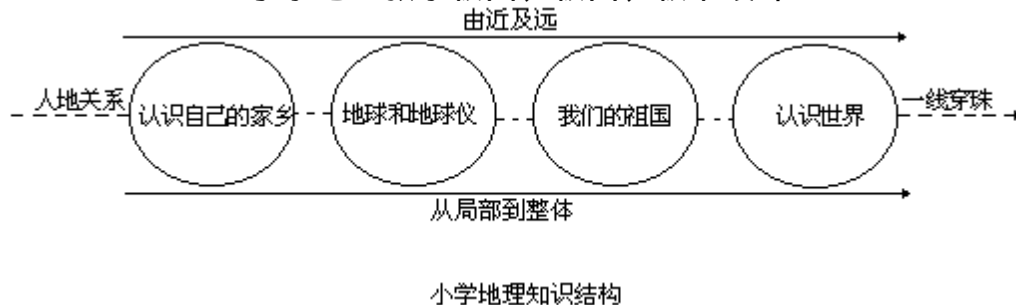 由近及远
人地关系
认识自己的家乡
地球和地球仪
我们的祖国
认识世界
一线穿珠
从局部到整体
小学地理知识结构